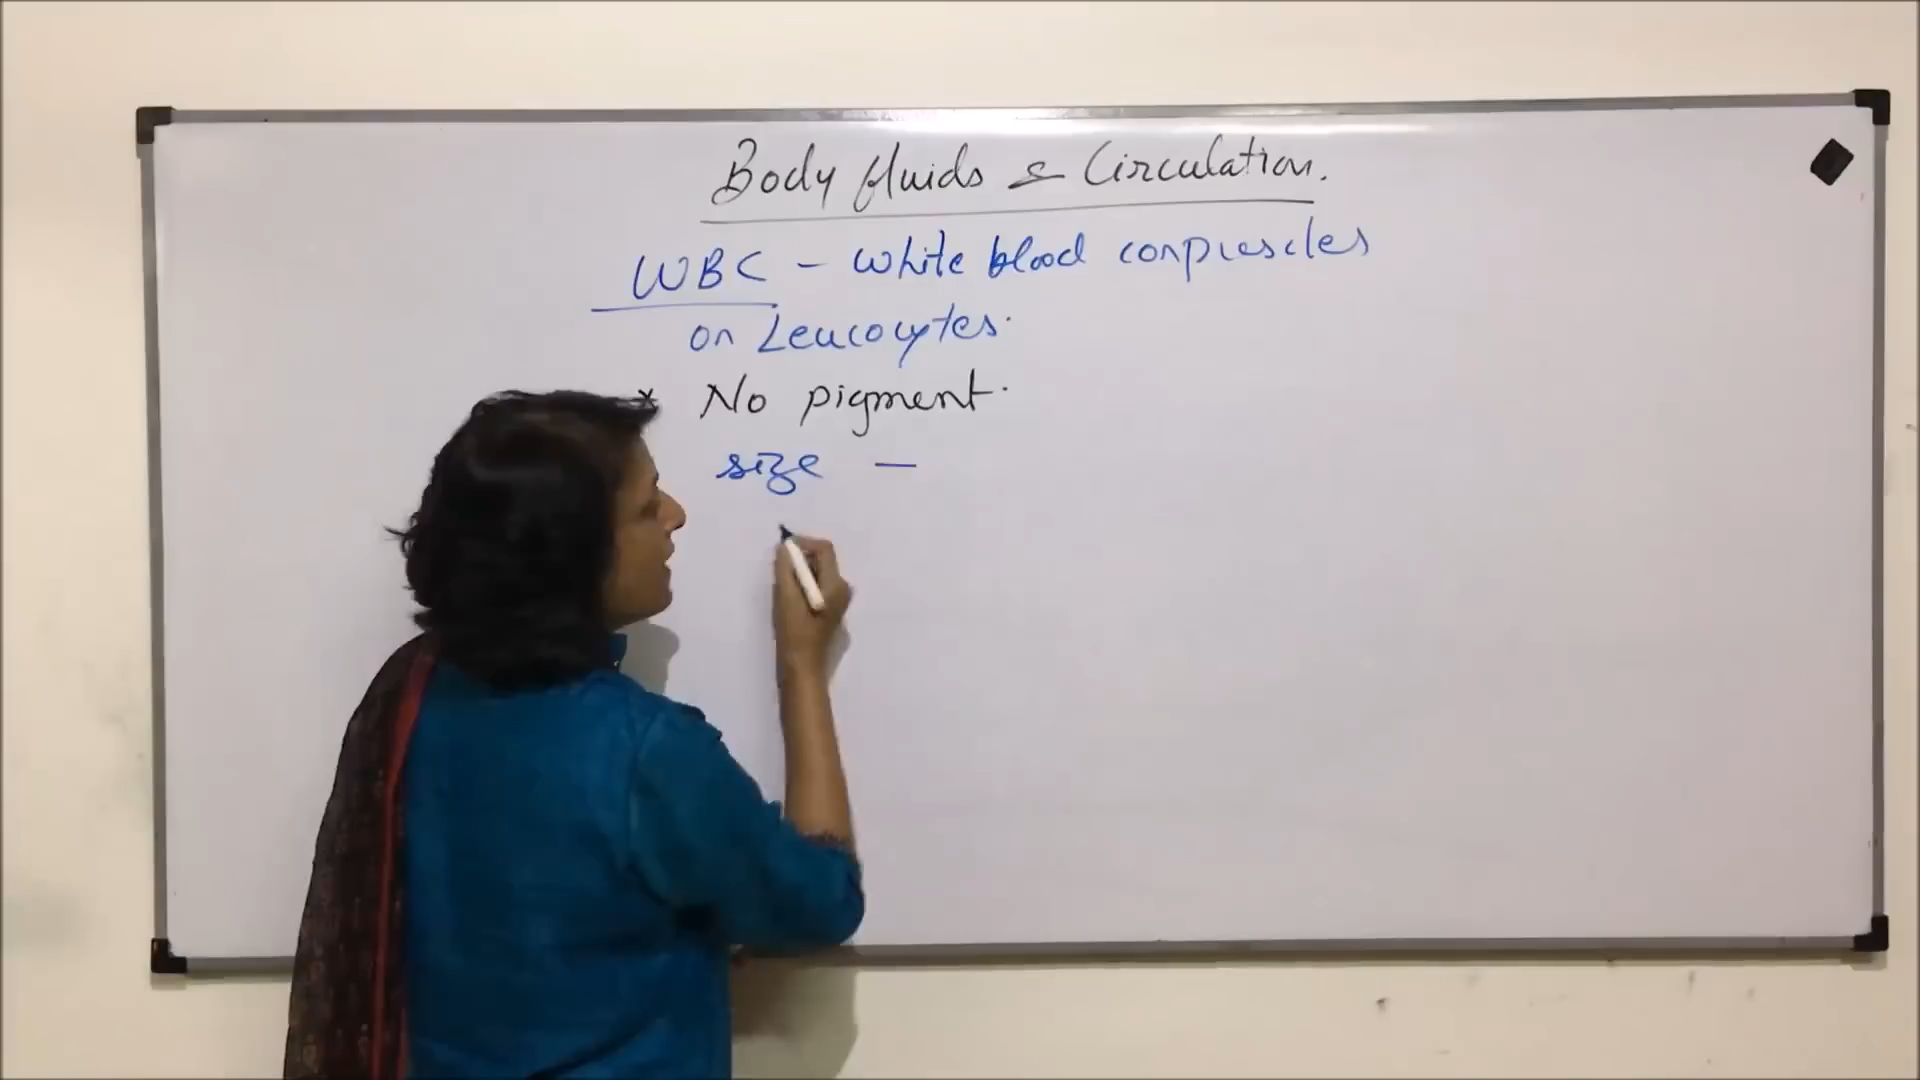 Body fluids & Circulation.
WBC - White blood corpuscles
or Leucocytes.
* No pigment.
size -